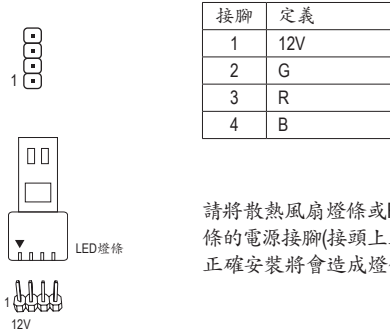 接腳 定義
1 12V
2 G
3 R
4 B
1
LED燈條
1
12V
請將散熱風扇燈條或
條的電源接腳(接頭上
正確安裝將會造成燈